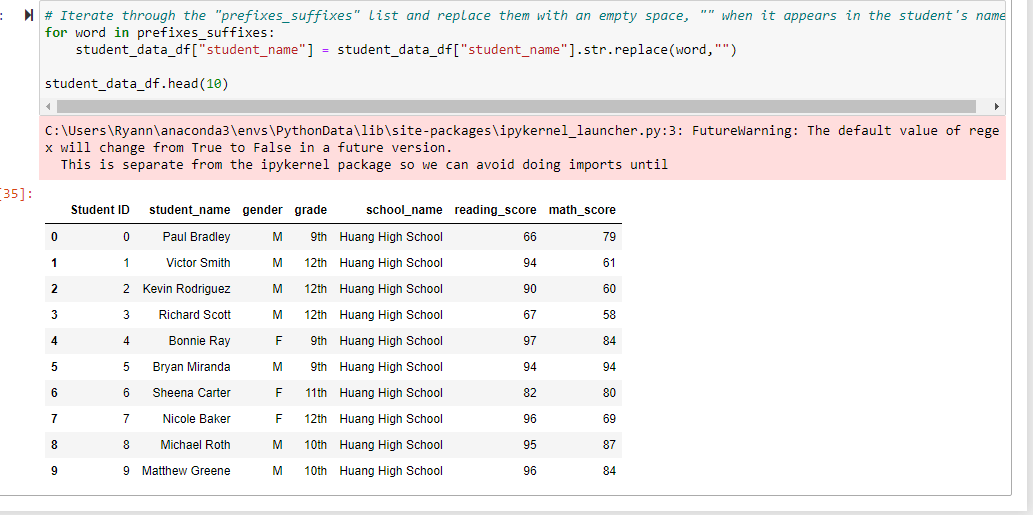 :
# Iterate through the "prefixes_suffixes" list and replace them with an empty space, "" when it appears in the student's name
for word in prefixes_suffixes:
    student_data_df["student_name"] = student_data_df["student_name"].str.replace(word,"")
student_data_df.head(10)
C:\Users\Ryann\anaconda3\envs\PythonData\lib\site-packages\ipykernel_launcher.py:3: FutureWarning: The default value of rege
x will change from True to False in a future version.
  This is separate from the ipykernel package so we can avoid doing imports until
[35]:
Student ID student_name gender grade school_name reading_score math_score
0 0 Paul Bradley M 9th Huang High School 66 79
1 1 Victor Smith M 12th Huang High School 94 61
2 2 Kevin Rodriguez M 12th Huang High School 90 60
3 3 Richard Scott M 12th Huang High School 67 58
4 4 Bonnie Ray F 9th Huang High School 97 84
5 5 Bryan Miranda M 9th Huang High School 94 94
6 6 Sheena Carter F 11th Huang High School 82 80
7 7 Nicole Baker F 12th Huang High School 96 69
8 8 Michael Roth M 10th Huang High School 95 87
9 9 Matthew Greene M 10th Huang High School 96 84